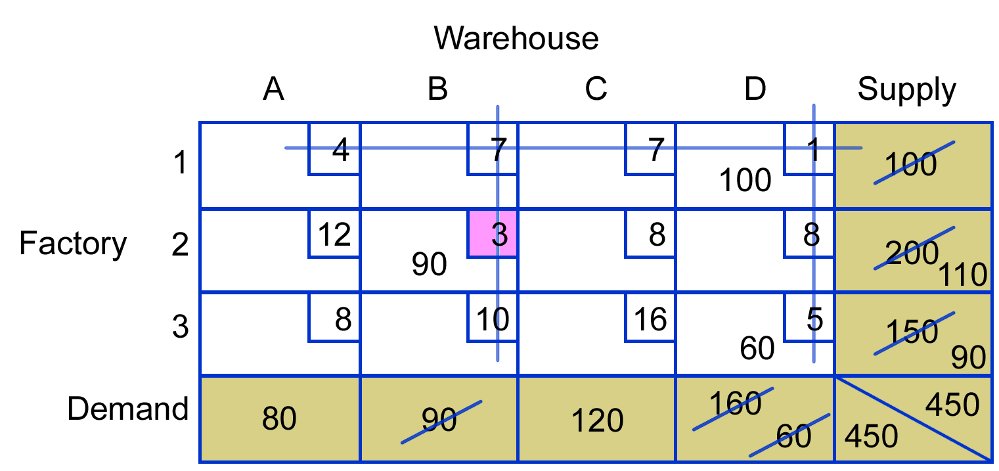 Warehouse
A B C D Supply
1 4 7 7 1 100
100
Factory 2 12 3 8 8 200
90 110
3 8 10 16 5 150
60 90
Demand 80 90 120 160 450
60 450